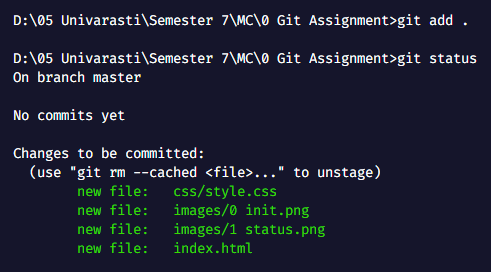 D:\05 Univarasti\Semester 7\MC\0 Git Assignment>git add .
D:\05 Univarasti\Semester 7\MC\0 Git Assignment>git status
On branch master
No commits yet
Changes to be committed:
  (use "git rm --cached <file>..." to unstage)
        new file:   css/style.css
        new file:   images/0 init.png
        new file:   images/1 status.png
        new file:   index.html